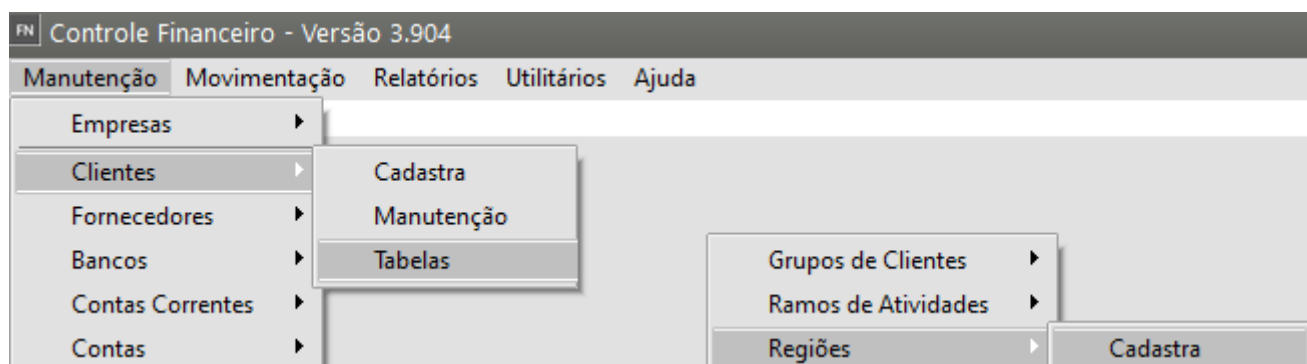 FN Controle Financeiro - Versão 3.904
Manutenção Movimentação Relatórios Utilitários Ajuda
Empresas
Clientes Cadastra
Fornecedores Manutenção
Bancos Tabelas Grupos de Clientes
Contas Correntes Ramos de Atividades
Contas Regiões Cadastra